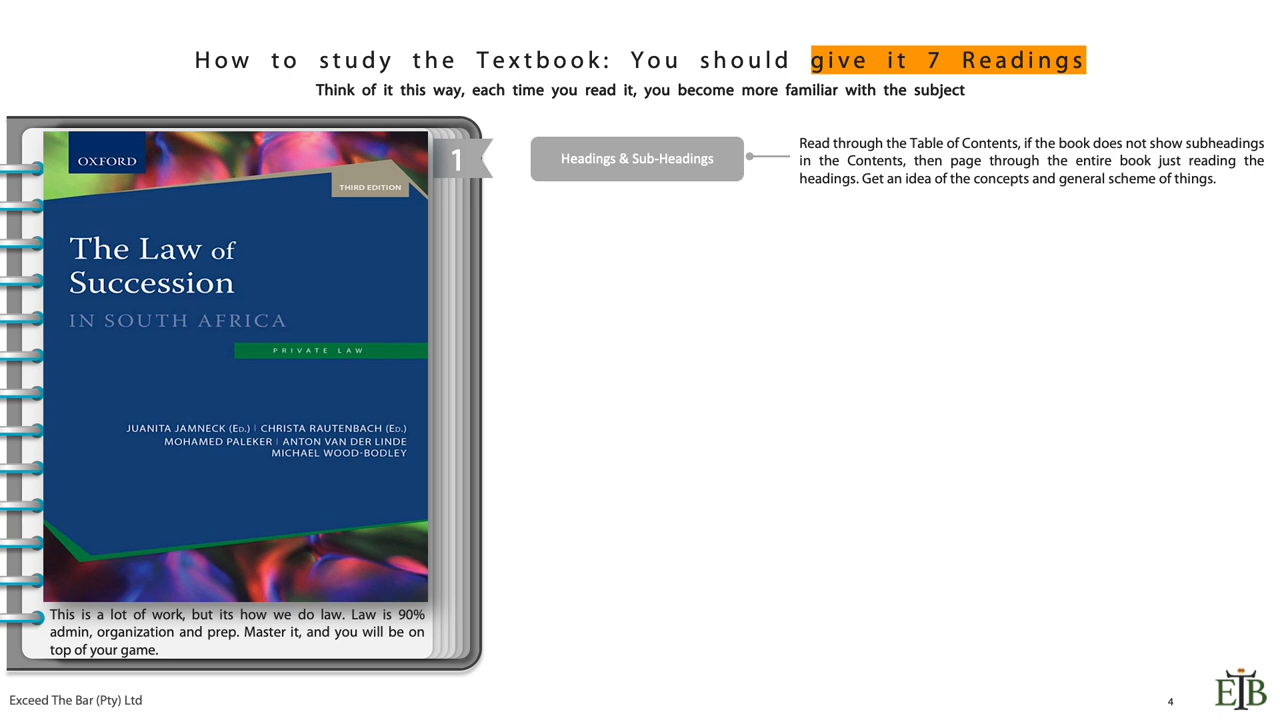 How to study the Textbook: You should give it 7 Readings
Think of it this way, each time you read it, you become more familiar with the subject
OXFORD
THIRD EDITION
The Law of
Succession
IN SOUTH AFRICA
PRIVATE LAW
JUANITA JAMNECK (ED.) | CHRISTA RAUTENBACH (ED.)
MOHAMED PALEKER | ANTON VAN DER LINDE
MICHAEL WOOD-BODLEY
This is a lot of work, but its how we do law. Law is 90%
admin, organization and prep. Master it, and you will be on
top of your game.
1
Headings & Sub-Headings
Read through the Table of Contents, if the book does not show subheadings
in the Contents, then page through the entire book just reading the
headings. Get an idea of the concepts and general scheme of things.
Exceed The Bar (Pty) Ltd
4
ETB